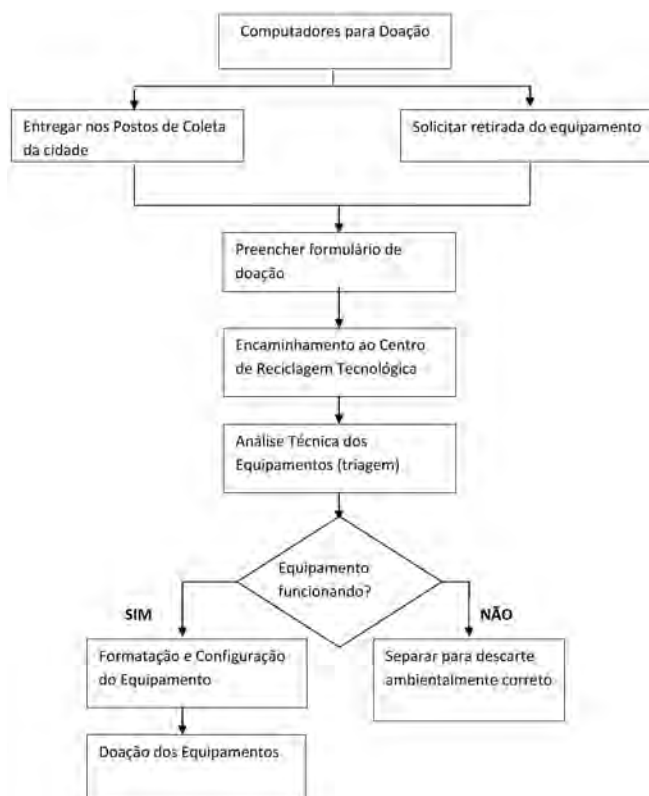 Computadores para Doação
Entregar nos Postos de Coleta
da cidade
Solicitar retirada do equipamento
Preencher formulário de
doação
Encaminhamento ao Centro
de Reciclagem Tecnológica
Análise Técnica dos
Equipamentos (triagem)
Equipamento
funcionando?
SIM
NÃO
Formatação e Configuração
do Equipamento
Separar para descarte
ambientalmente correto
Doação dos Equipamentos